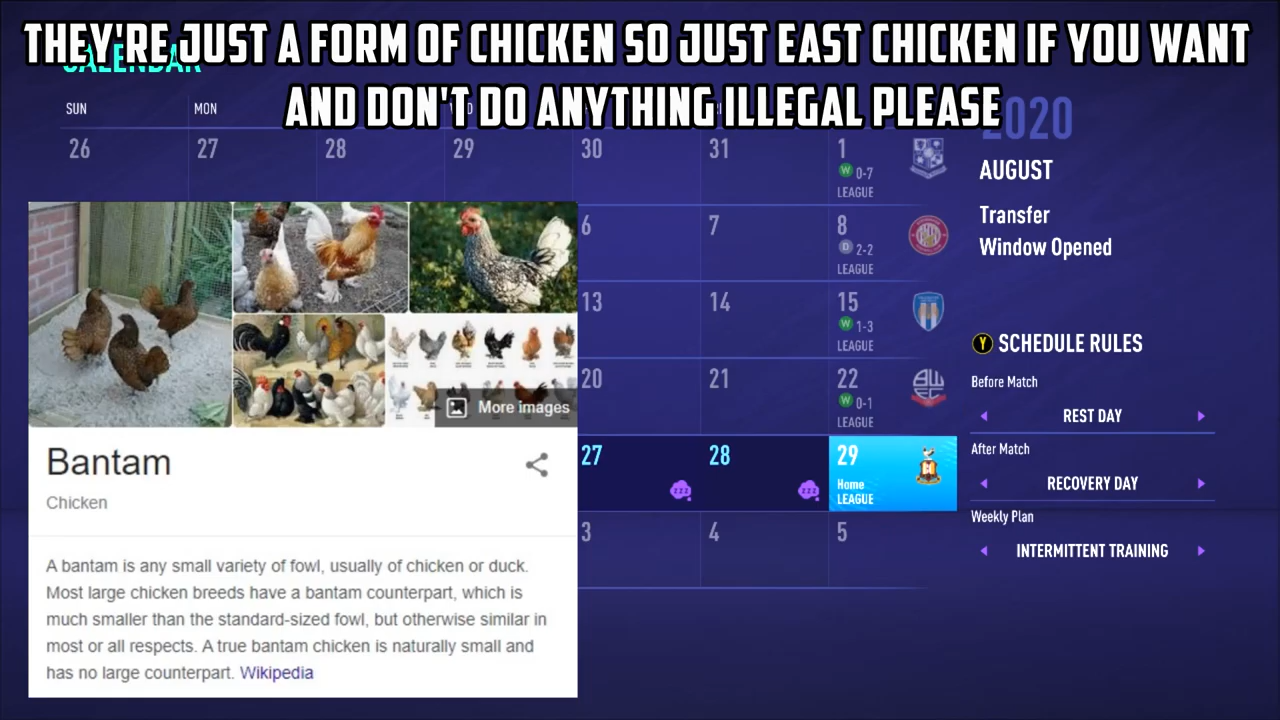 THEY'RE JUST A FORM OF CHICKEN SO JUST EAST CHICKEN IF YOU WANT
AND DON'T DO ANYTHING ILLEGAL PLEASE
CALENDAR
SUN MON
2020
26 27 28 29 30 31 1
W 0-7
LEAGUE
AUGUST
Transfer
Window Opened
6 7 8
D 2-2
LEAGUE
13 14 15
W 1-3
LEAGUE
20 21 22
W 0-1
LEAGUE
27 28 29
zzz zzz Home
LEAGUE
3 4 5
Y SCHEDULE RULES
Before Match
REST DAY
After Match
RECOVERY DAY
Weekly Plan
INTERMITTENT TRAINING
More images
Bantam
Chicken
A bantam is any small variety of fowl, usually of chicken or duck.
Most large chicken breeds have a bantam counterpart, which is
much smaller than the standard-sized fowl, but otherwise similar in
most or all respects. A true bantam chicken is naturally small and
has no large counterpart. Wikipedia